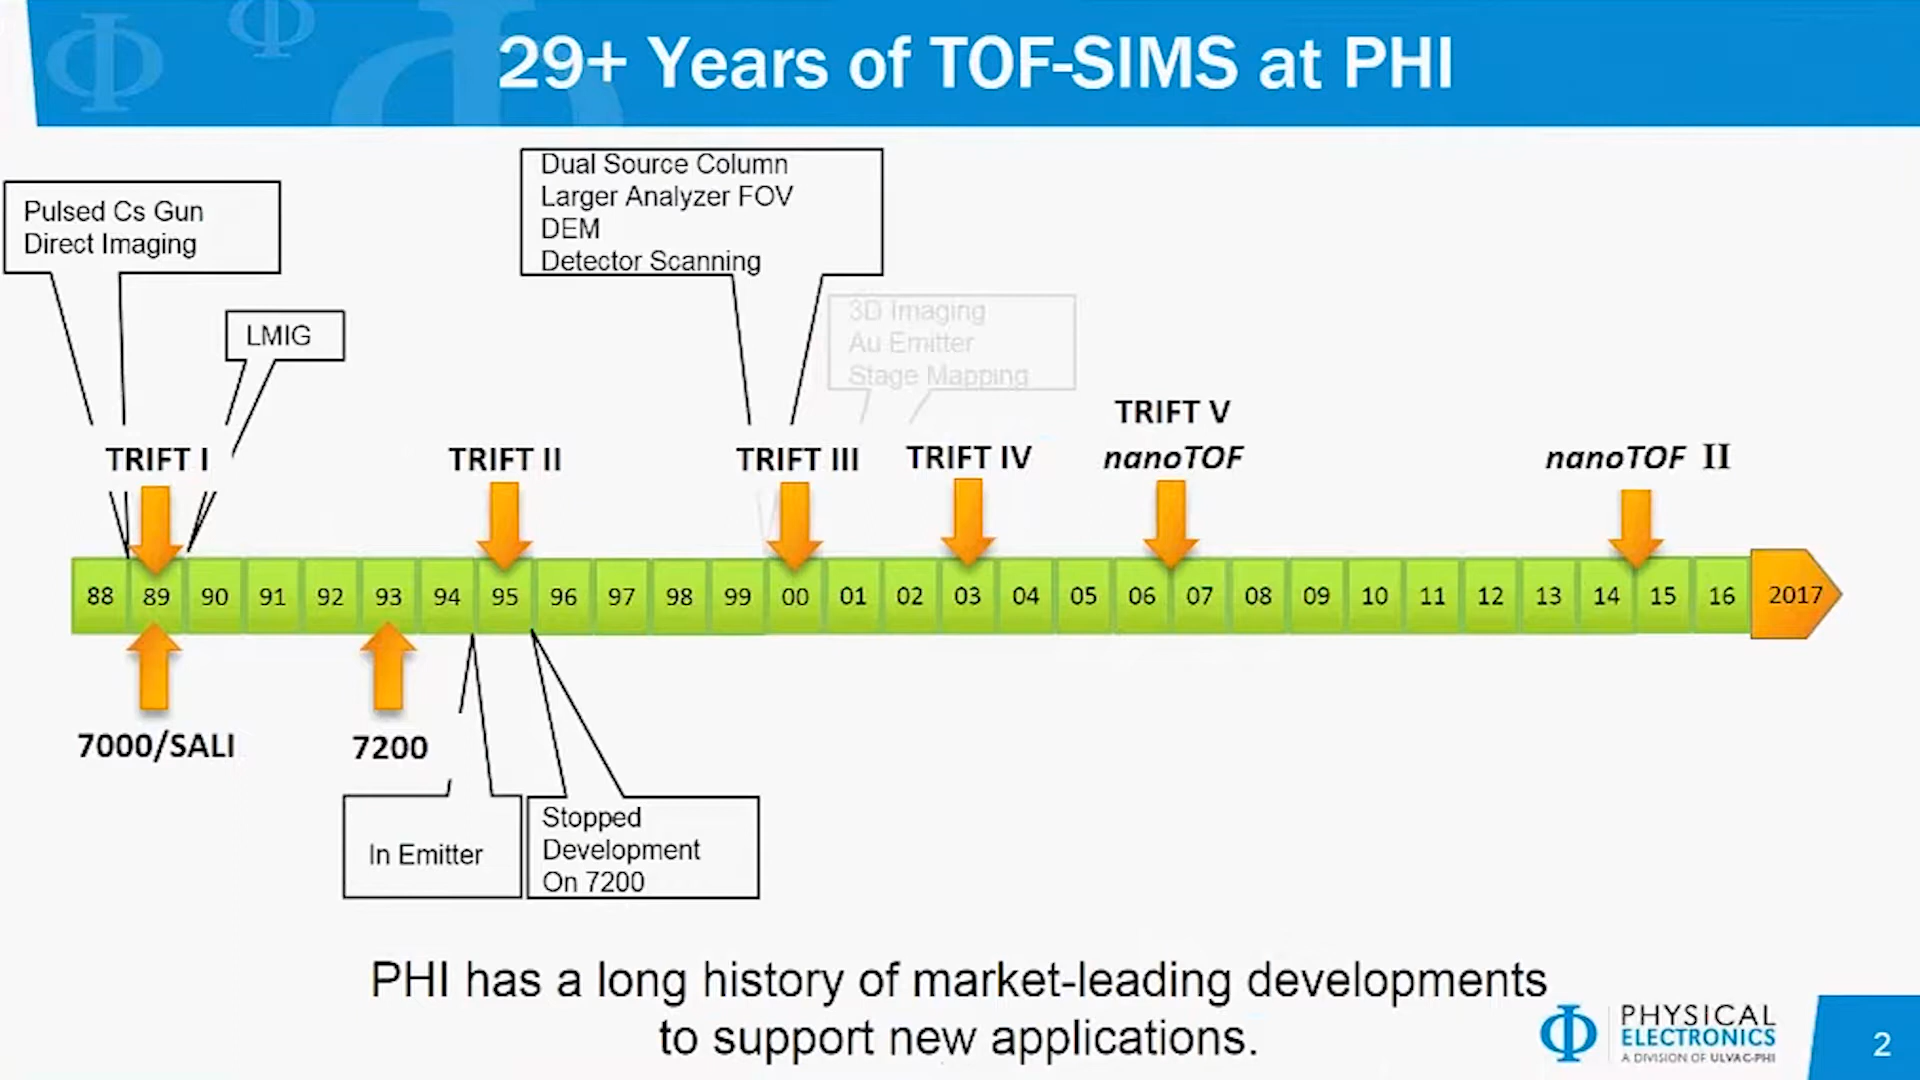 29+ Years of TOF-SIMS at PHI
Pulsed Cs Gun
Direct Imaging
LMIG
Dual Source Column
Larger Analyzer FOV
DEM
Detector Scanning
3D Imaging
Au Emitter
Stage Mapping
TRIFT I
TRIFT II
TRIFT III
TRIFT IV
TRIFT V
nanoTOF
nanoTOF II
88 89 90 91 92 93 94 95 96 97 98 99 00 01 02 03 04 05 06 07 08 09 10 11 12 13 14 15 16 2017
7000/SALI
7200
In Emitter
Stopped
Development
On 7200
PHI has a long history of market-leading developments
to support new applications.
PHYSICAL
ELECTRONICS
A DIVISION OF ULVAC-PHI
2